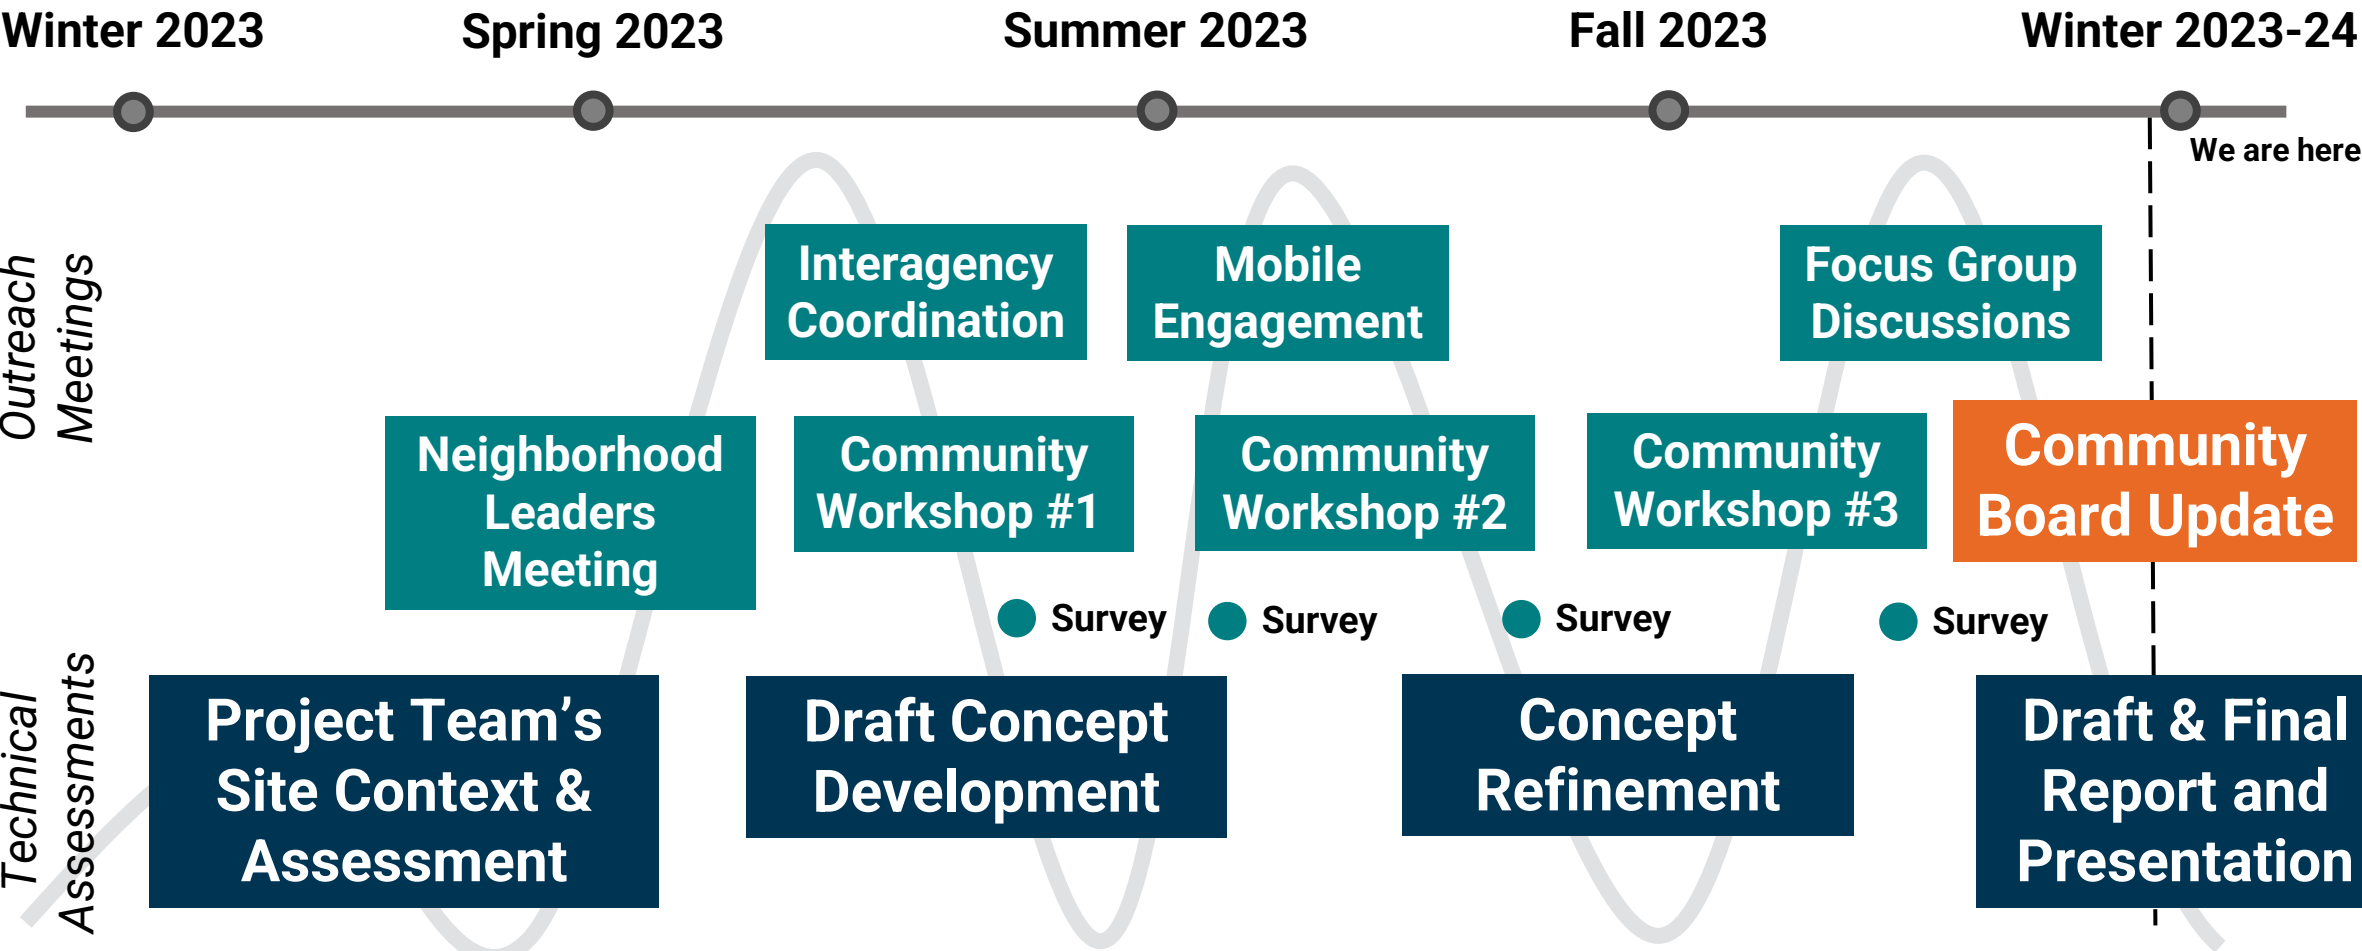 Winter 2023
Spring 2023
Summer 2023
Fall 2023
Winter 2023-24
We are here
Outreach
Meetings
Interagency
Coordination
Mobile
Engagement
Focus Group
Discussions
Neighborhood
Leaders
Meeting
Community
Workshop #1
Community
Workshop #2
Community
Workshop #3
Community
Board Update
Survey
Survey
Survey
Survey
Technical
Assessments
Project Team’s
Site Context &
Assessment
Draft Concept
Development
Concept
Refinement
Draft & Final
Report and
Presentation